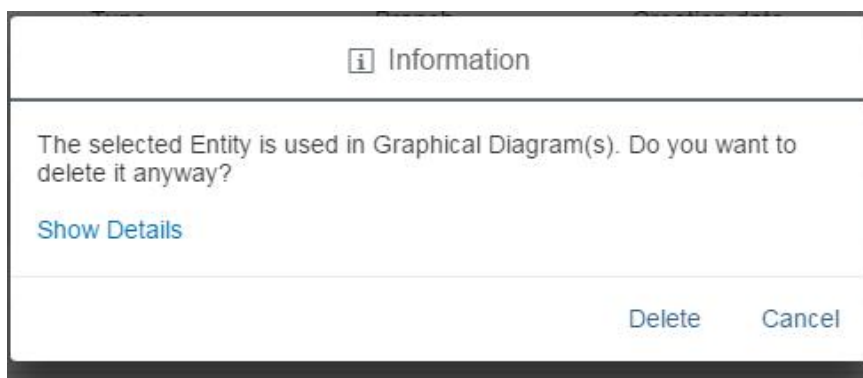 Information
The selected Entity is used in Graphical Diagram(s). Do you want to
delete it anyway?
Show Details
Delete Cancel